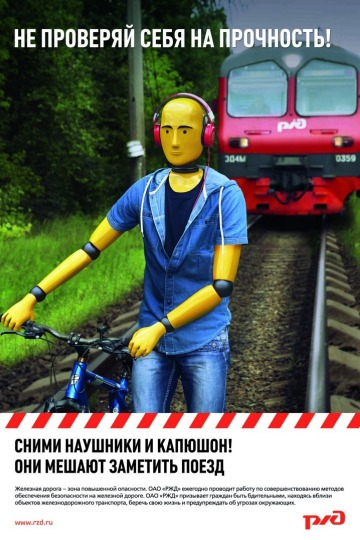 НЕ ПРОВЕРЯЙ СЕБЯ НА ПРОЧНОСТЬ!
ржд
ЭД4М
0359
СНИМИ НАУШНИКИ И КАПЮШОН!
ОНИ МЕШАЮТ ЗАМЕТИТЬ ПОЕЗД
Железная дорога – зона повышенной опасности. ОАО «РЖД» ежегодно проводит работу по совершенствованию методов
обеспечения безопасности на железной дороге. ОАО «РЖД» призывает граждан быть бдительными, находясь вблизи
объектов железнодорожного транспорта, беречь свою жизнь и предупреждать об угрозах окружающих.
www.rzd.ru
ржд